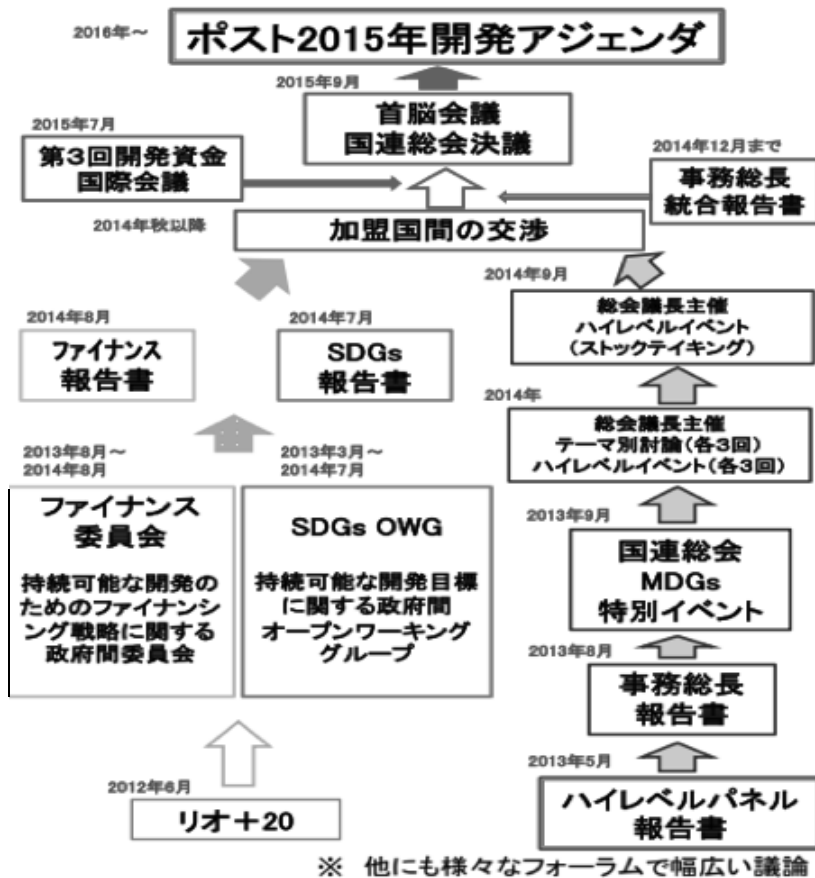 2016年～
ポスト2015年開発アジェンダ
2015年9月
首脳会議
国連総会決議
2015年7月
第3回開発資金
国際会議
2014年12月まで
事務総長
統合報告書
2014年秋以降
加盟国間の交渉
2014年9月
総会議長主催
ハイレベルイベント
(ストックテイキング)
2014年8月
ファイナンス
報告書
2014年7月
SDGs
報告書
2014年
総会議長主催
テーマ別討論(各3回)
ハイレベルイベント(各3回)
2013年8月～
2014年8月
ファイナンス
委員会
持続可能な開発の
ためのファイナンシ
ング戦略に関する
政府間委員会
2013年3月～
2014年7月
SDGs OWG
持続可能な開発目標
に関する政府間
オープンワーキング
グループ
2013年9月
国連総会
MDGs
特別イベント
2013年8月
事務総長
報告書
2013年5月
ハイレベルパネル
報告書
2012年6月
リオ＋20
※ 他にも様々なフォーラムで幅広い議論